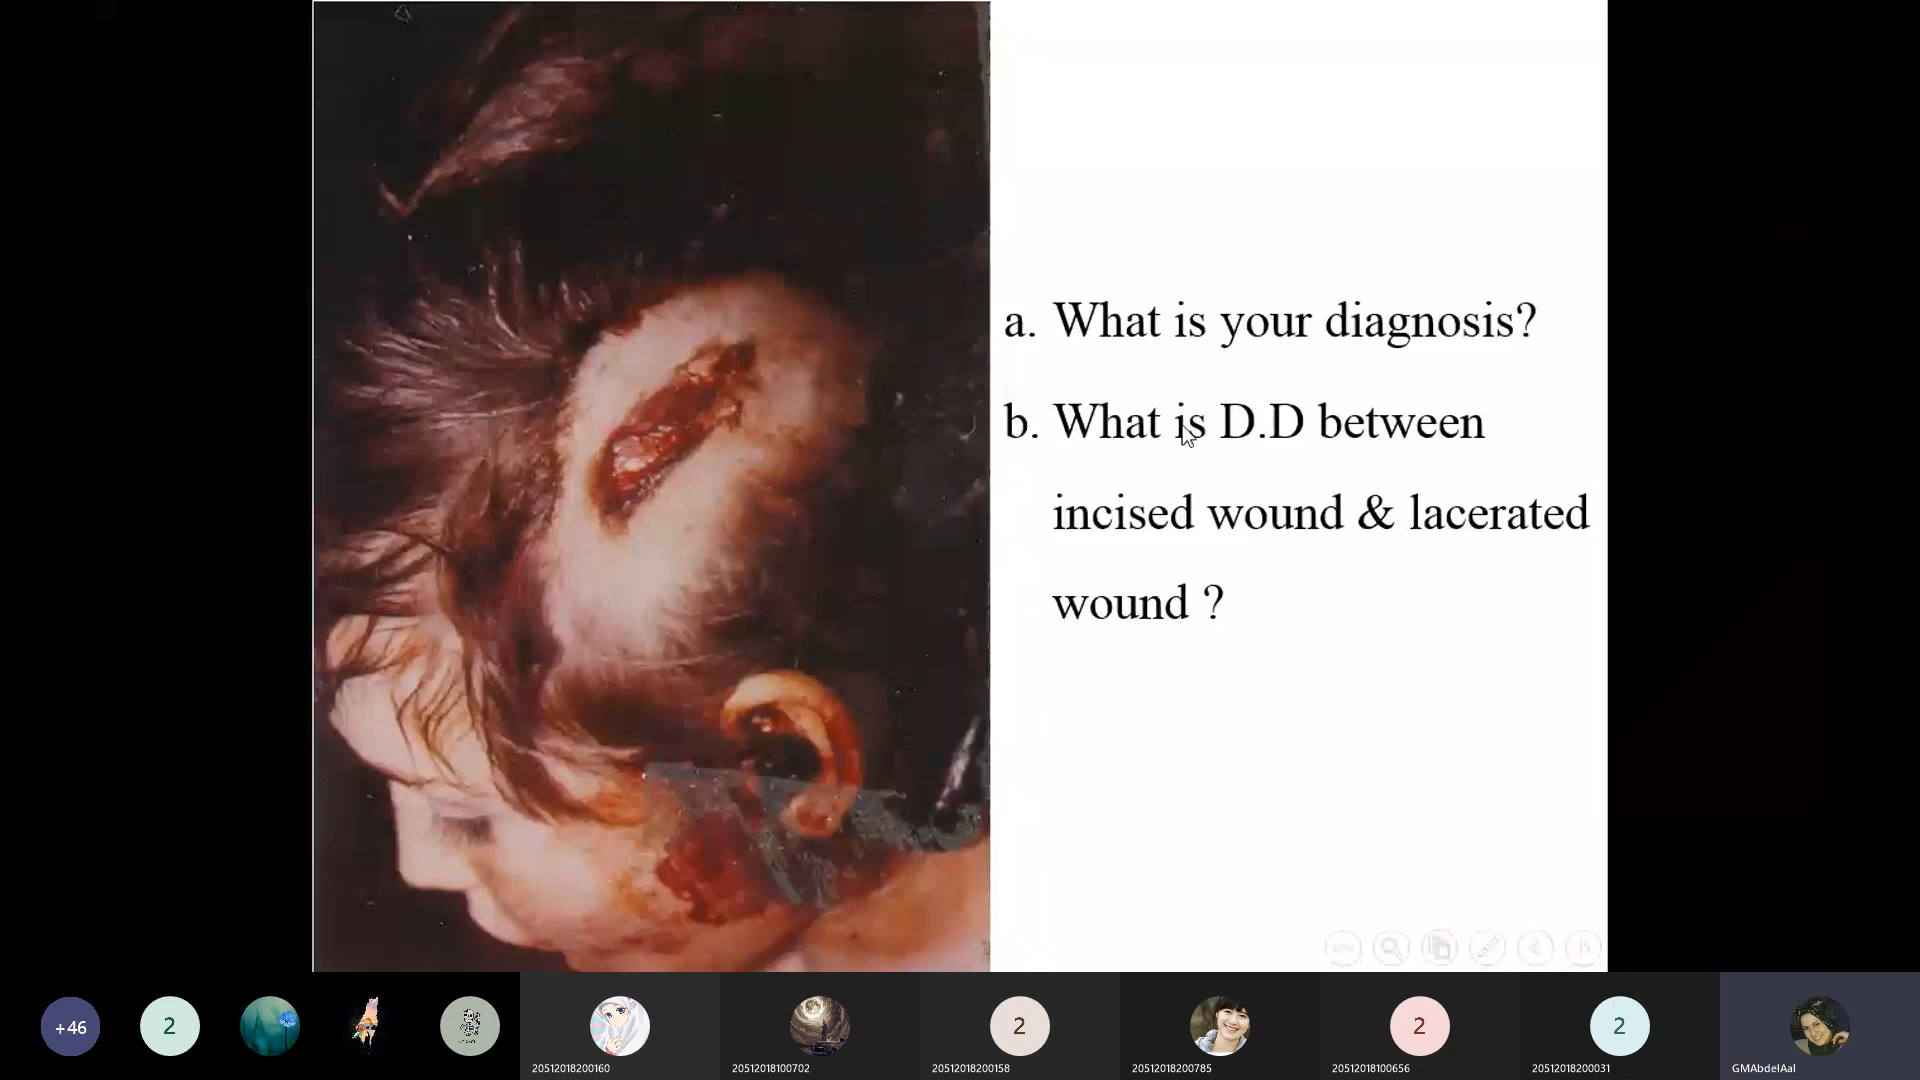 a. What is your diagnosis?
b. What is D.D between
incised wound & lacerated
wound ?
+46
2
2
2
2
20512018200160
20512018100702
20512018200158
20512018200785
20512018100656
20512018200031
GMAbdelAal